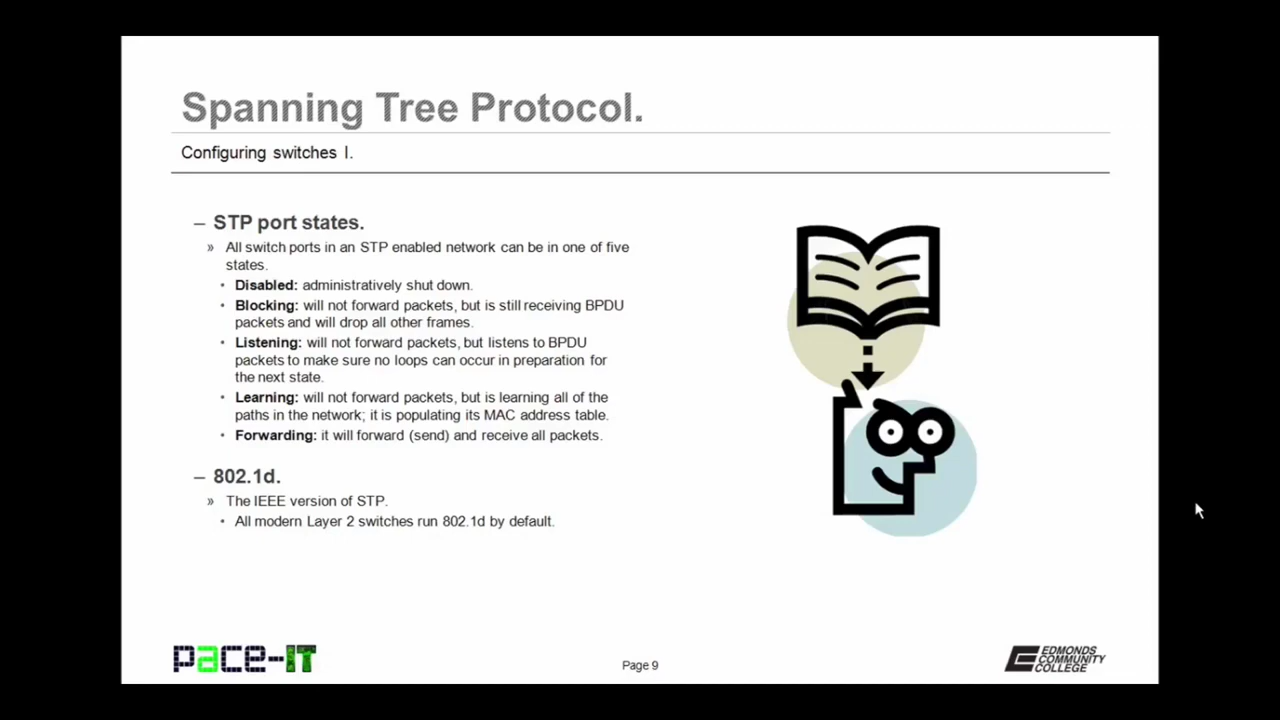 Spanning Tree Protocol.
Configuring switches I.
– STP port states.
» All switch ports in an STP enabled network can be in one of five
states.
• Disabled: administratively shut down.
• Blocking: will not forward packets, but is still receiving BPDU
packets and will drop all other frames.
• Listening: will not forward packets, but listens to BPDU
packets to make sure no loops can occur in preparation for
the next state.
• Learning: will not forward packets, but is learning all of the
paths in the network; it is populating its MAC address table.
• Forwarding: it will forward (send) and receive all packets.
– 802.1d.
» The IEEE version of STP.
• All modern Layer 2 switches run 802.1d by default.
pace-IT
Page 9
EDMONDS
COMMUNITY
COLLEGE